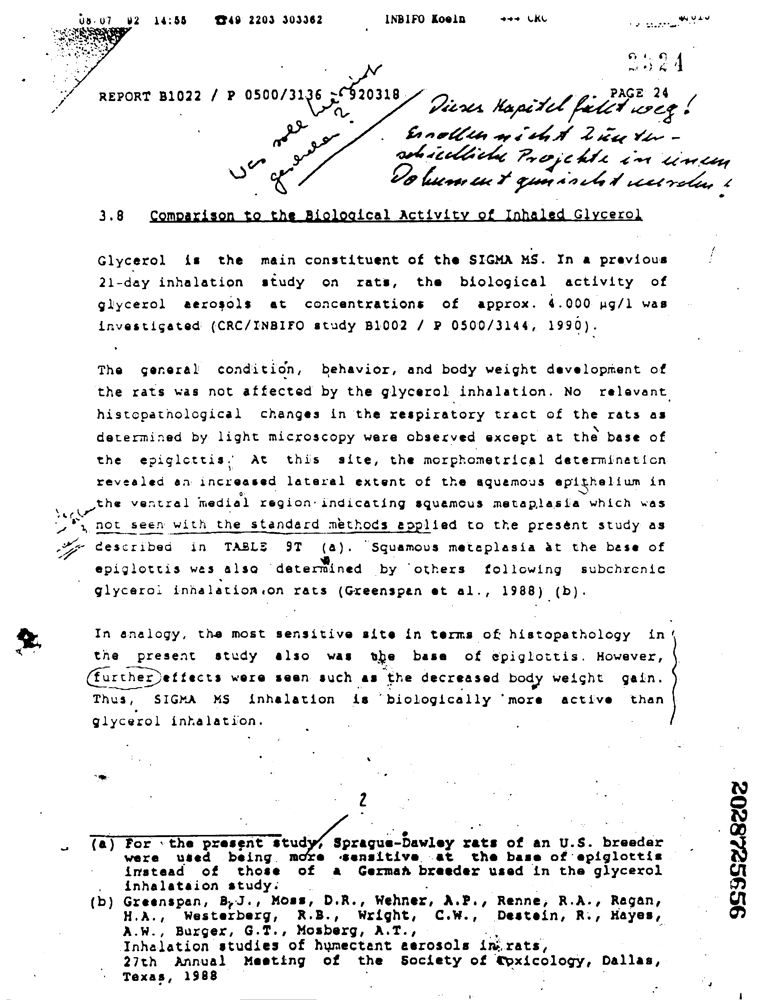 08-07 92 14:55 ☎49 2203 303362 INBIFO Koeln +++ CRC
2324
REPORT B1022 / P 0500/3136 - 920318 PAGE 24
Was soll hiermit
geschehen?
Dieses Kapitel fällt weg!
Es sollen nicht 2 unter-
schiedliche Projekte in einem
Dokument gemischt werden!
3.8 Comparison to the Biological Activity of Inhaled Glycerol
Glycerol is the main constituent of the SIGMA MS. In a previous
21-day inhalation study on rats, the biological activity of
glycerol aerosols at concentrations of approx. 4.000 µg/l was
investigated (CRC/INBIFO study B1002 / P 0500/3144, 1990).
The general condition, behavior, and body weight development of
the rats was not affected by the glycerol inhalation. No relevant
histopathological changes in the respiratory tract of the rats as
determined by light microscopy were observed except at the base of
the epiglottis. At this site, the morphometrical determination
revealed an increased lateral extent of the squamous epithelium in
the ventral medial region indicating squamous metaplasia which was
not seen with the standard methods applied to the present study as
described in TABLE 9T (a). Squamous metaplasia at the base of
epiglottis was also determined by others following subchronic
glycerol inhalation on rats (Greenspan et al., 1988) (b).
In analogy, the most sensitive site in terms of histopathology in
the present study also was the base of epiglottis. However,
further effects were seen such as the decreased body weight gain.
Thus, SIGMA MS inhalation is biologically more active than
glycerol inhalation.
2
(a) For the present study, Sprague-Dawley rats of an U.S. breeder
were used being more sensitive at the base of epiglottis
instead of those of a German breeder used in the glycerol
inhalataion study.
(b) Greenspan, B.J., Moss, D.R., Wehner, A.P., Renne, R.A., Ragan,
H.A., Westerberg, R.B., Wright, C.W., Destein, R., Hayes,
A.W., Burger, G.T., Mosberg, A.T.,
Inhalation studies of humectant aerosols in rats,
27th Annual Meeting of the Society of Toxicology, Dallas,
Texas, 1988
2028725656